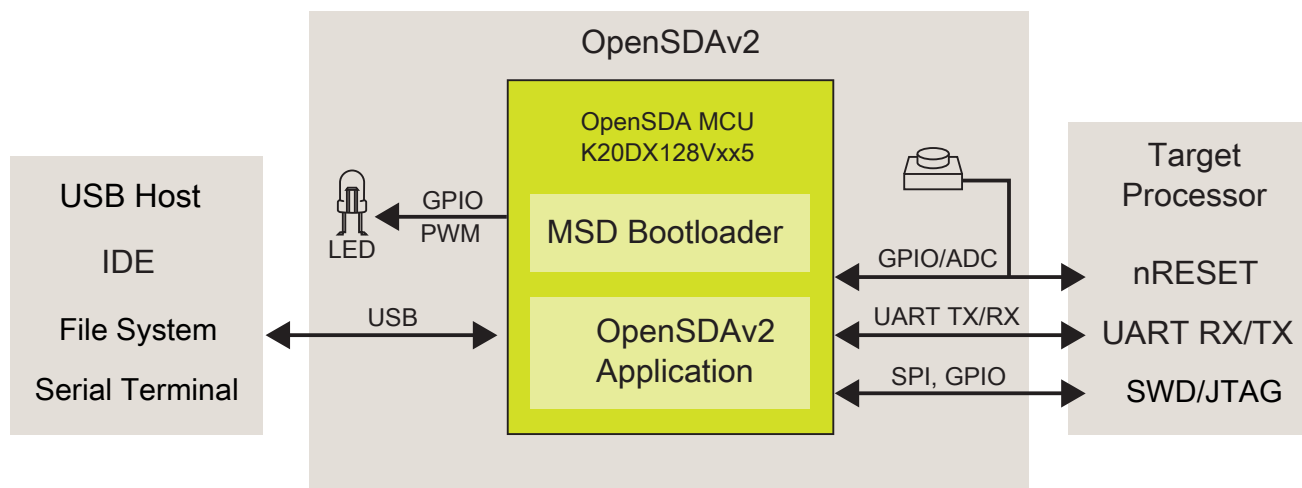 OpenSDAv2
OpenSDA MCU
K20DX128Vxx5
MSD Bootloader
OpenSDAv2
Application
USB Host
IDE
File System
Serial Terminal
LED
GPIO
PWM
USB
GPIO/ADC
UART TX/RX
SPI, GPIO
Target
Processor
nRESET
UART RX/TX
SWD/JTAG